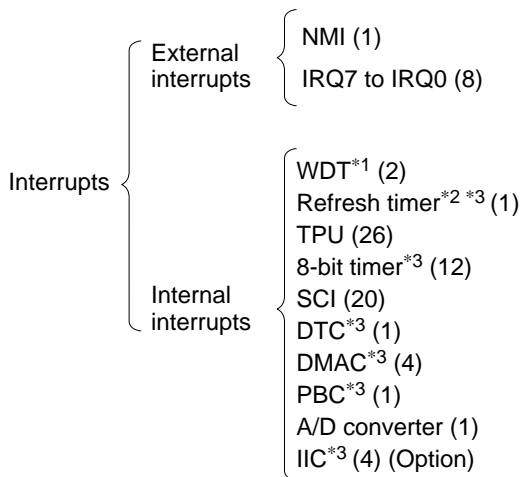 Interrupts
External
interrupts
NMI (1)
IRQ7 to IRQ0 (8)
Internal
interrupts
WDT*1 (2)
Refresh timer*2 *3 (1)
TPU (26)
8-bit timer*3 (12)
SCI (20)
DTC*3 (1)
DMAC*3 (4)
PBC*3 (1)
A/D converter (1)
IIC*3 (4) (Option)